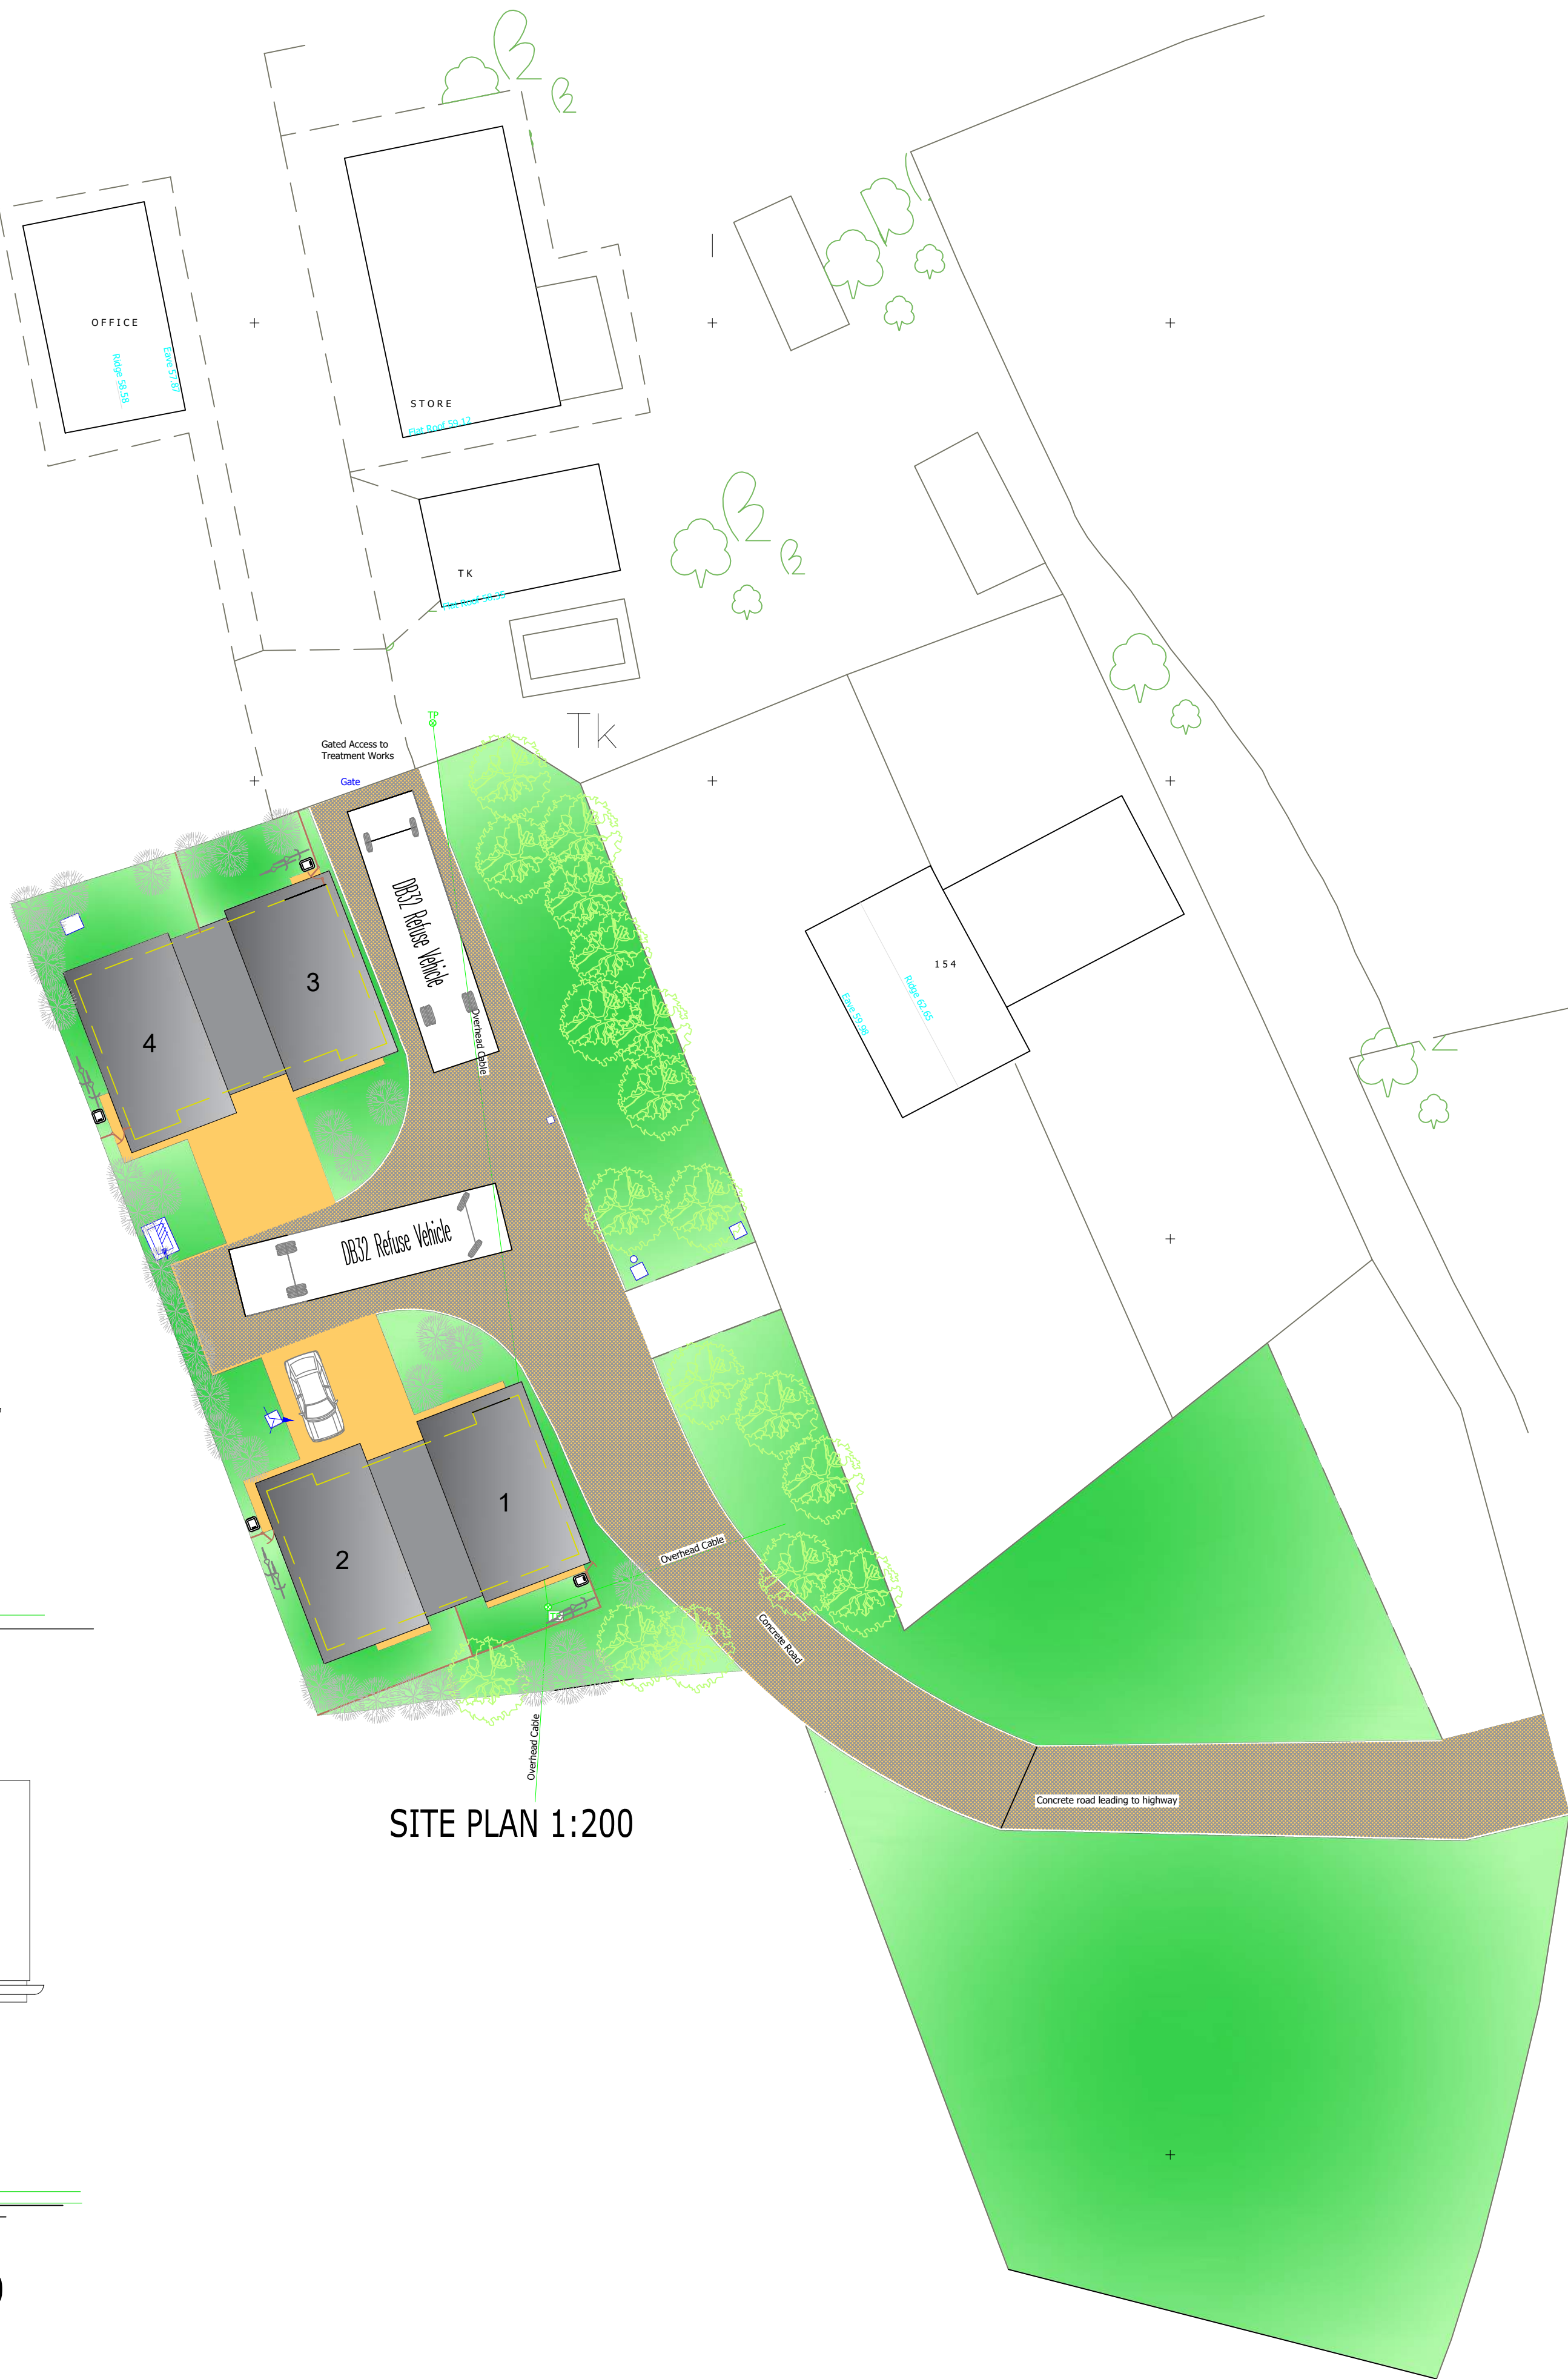 OFFICE
Ridge 58.58
Eave 57.87
STORE
Flat Roof 59.12
TK
Tk
TP
Gated Access to
Treatment Works
Gate
DB32 Refuse Vehicle
Overhead Cable
3
4
154
Ridge 62.65
Eave 59.98
DB32 Refuse Vehicle
1
2
Overhead Cable
Concrete Road
Overhead Cable
Concrete road leading to highway
SITE PLAN 1:200